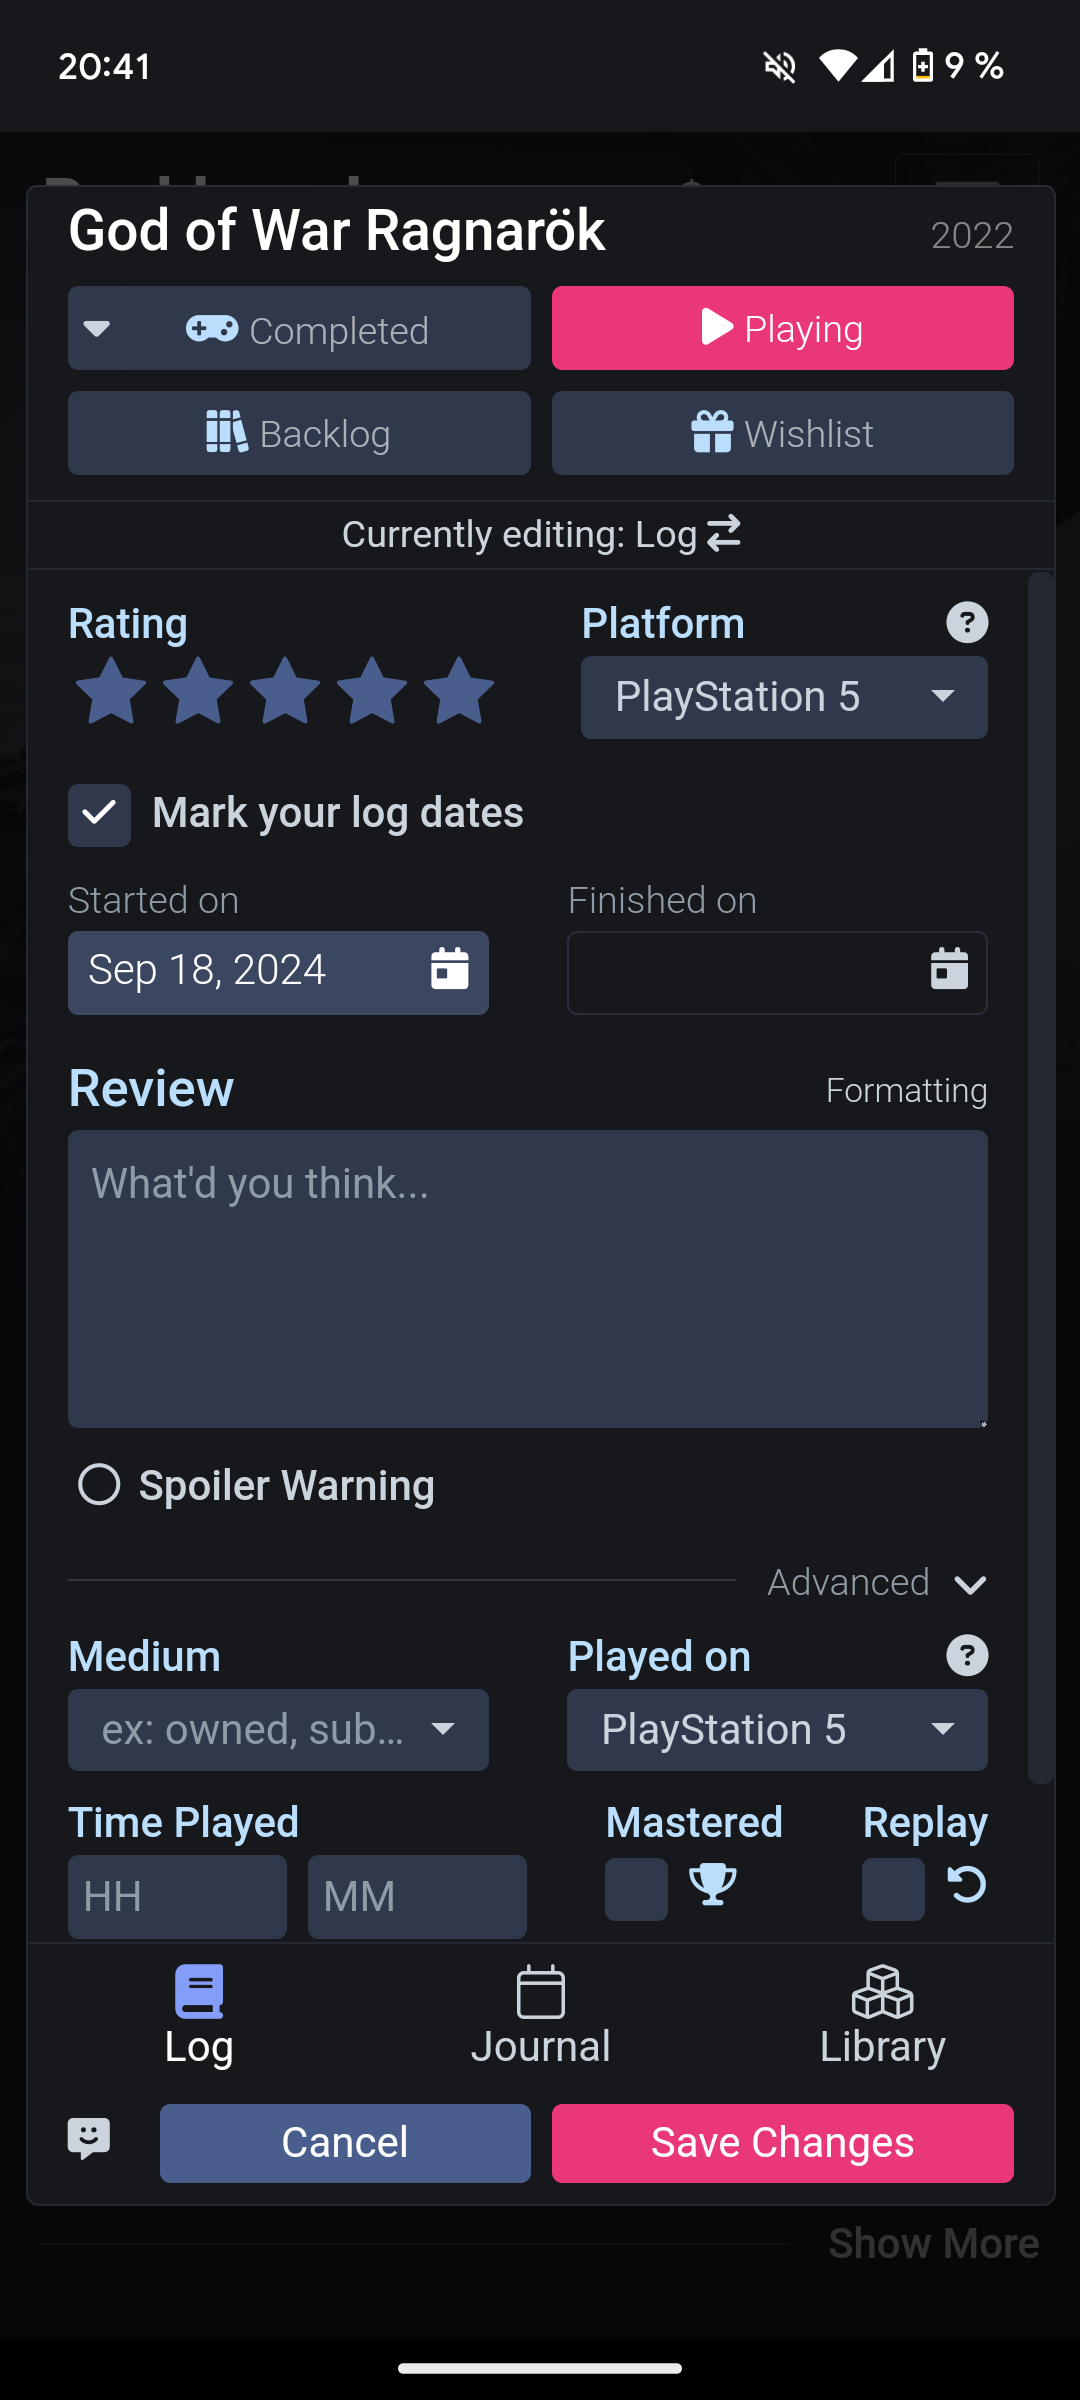 20:41 9 %
God of War Ragnarök 2022
Completed Playing
Backlog Wishlist
Currently editing: Log
Rating Platform ?
PlayStation 5
Mark your log dates
Started on Finished on
Sep 18, 2024
Review Formatting
What'd you think...
Spoiler Warning
Advanced
Medium Played on ?
ex: owned, sub... PlayStation 5
Time Played Mastered Replay
HH MM
Log Journal Library
Cancel Save Changes
Show More